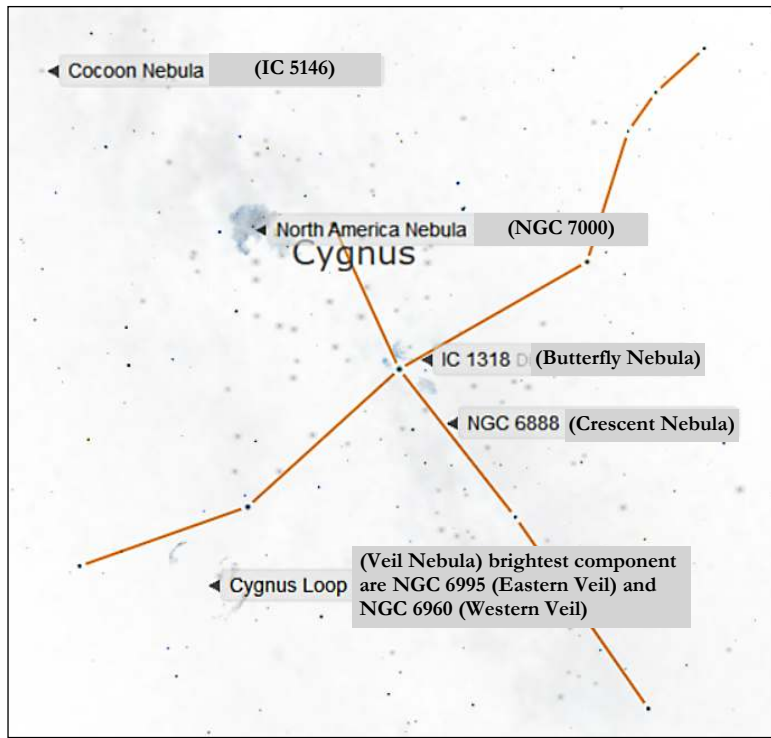 Cocoon Nebula (IC 5146)
North America Nebula (NGC 7000)
Cygnus
IC 1318 (Butterfly Nebula)
NGC 6888 (Crescent Nebula)
(Veil Nebula) brightest component
are NGC 6995 (Eastern Veil) and
Cygnus Loop
NGC 6960 (Western Veil)